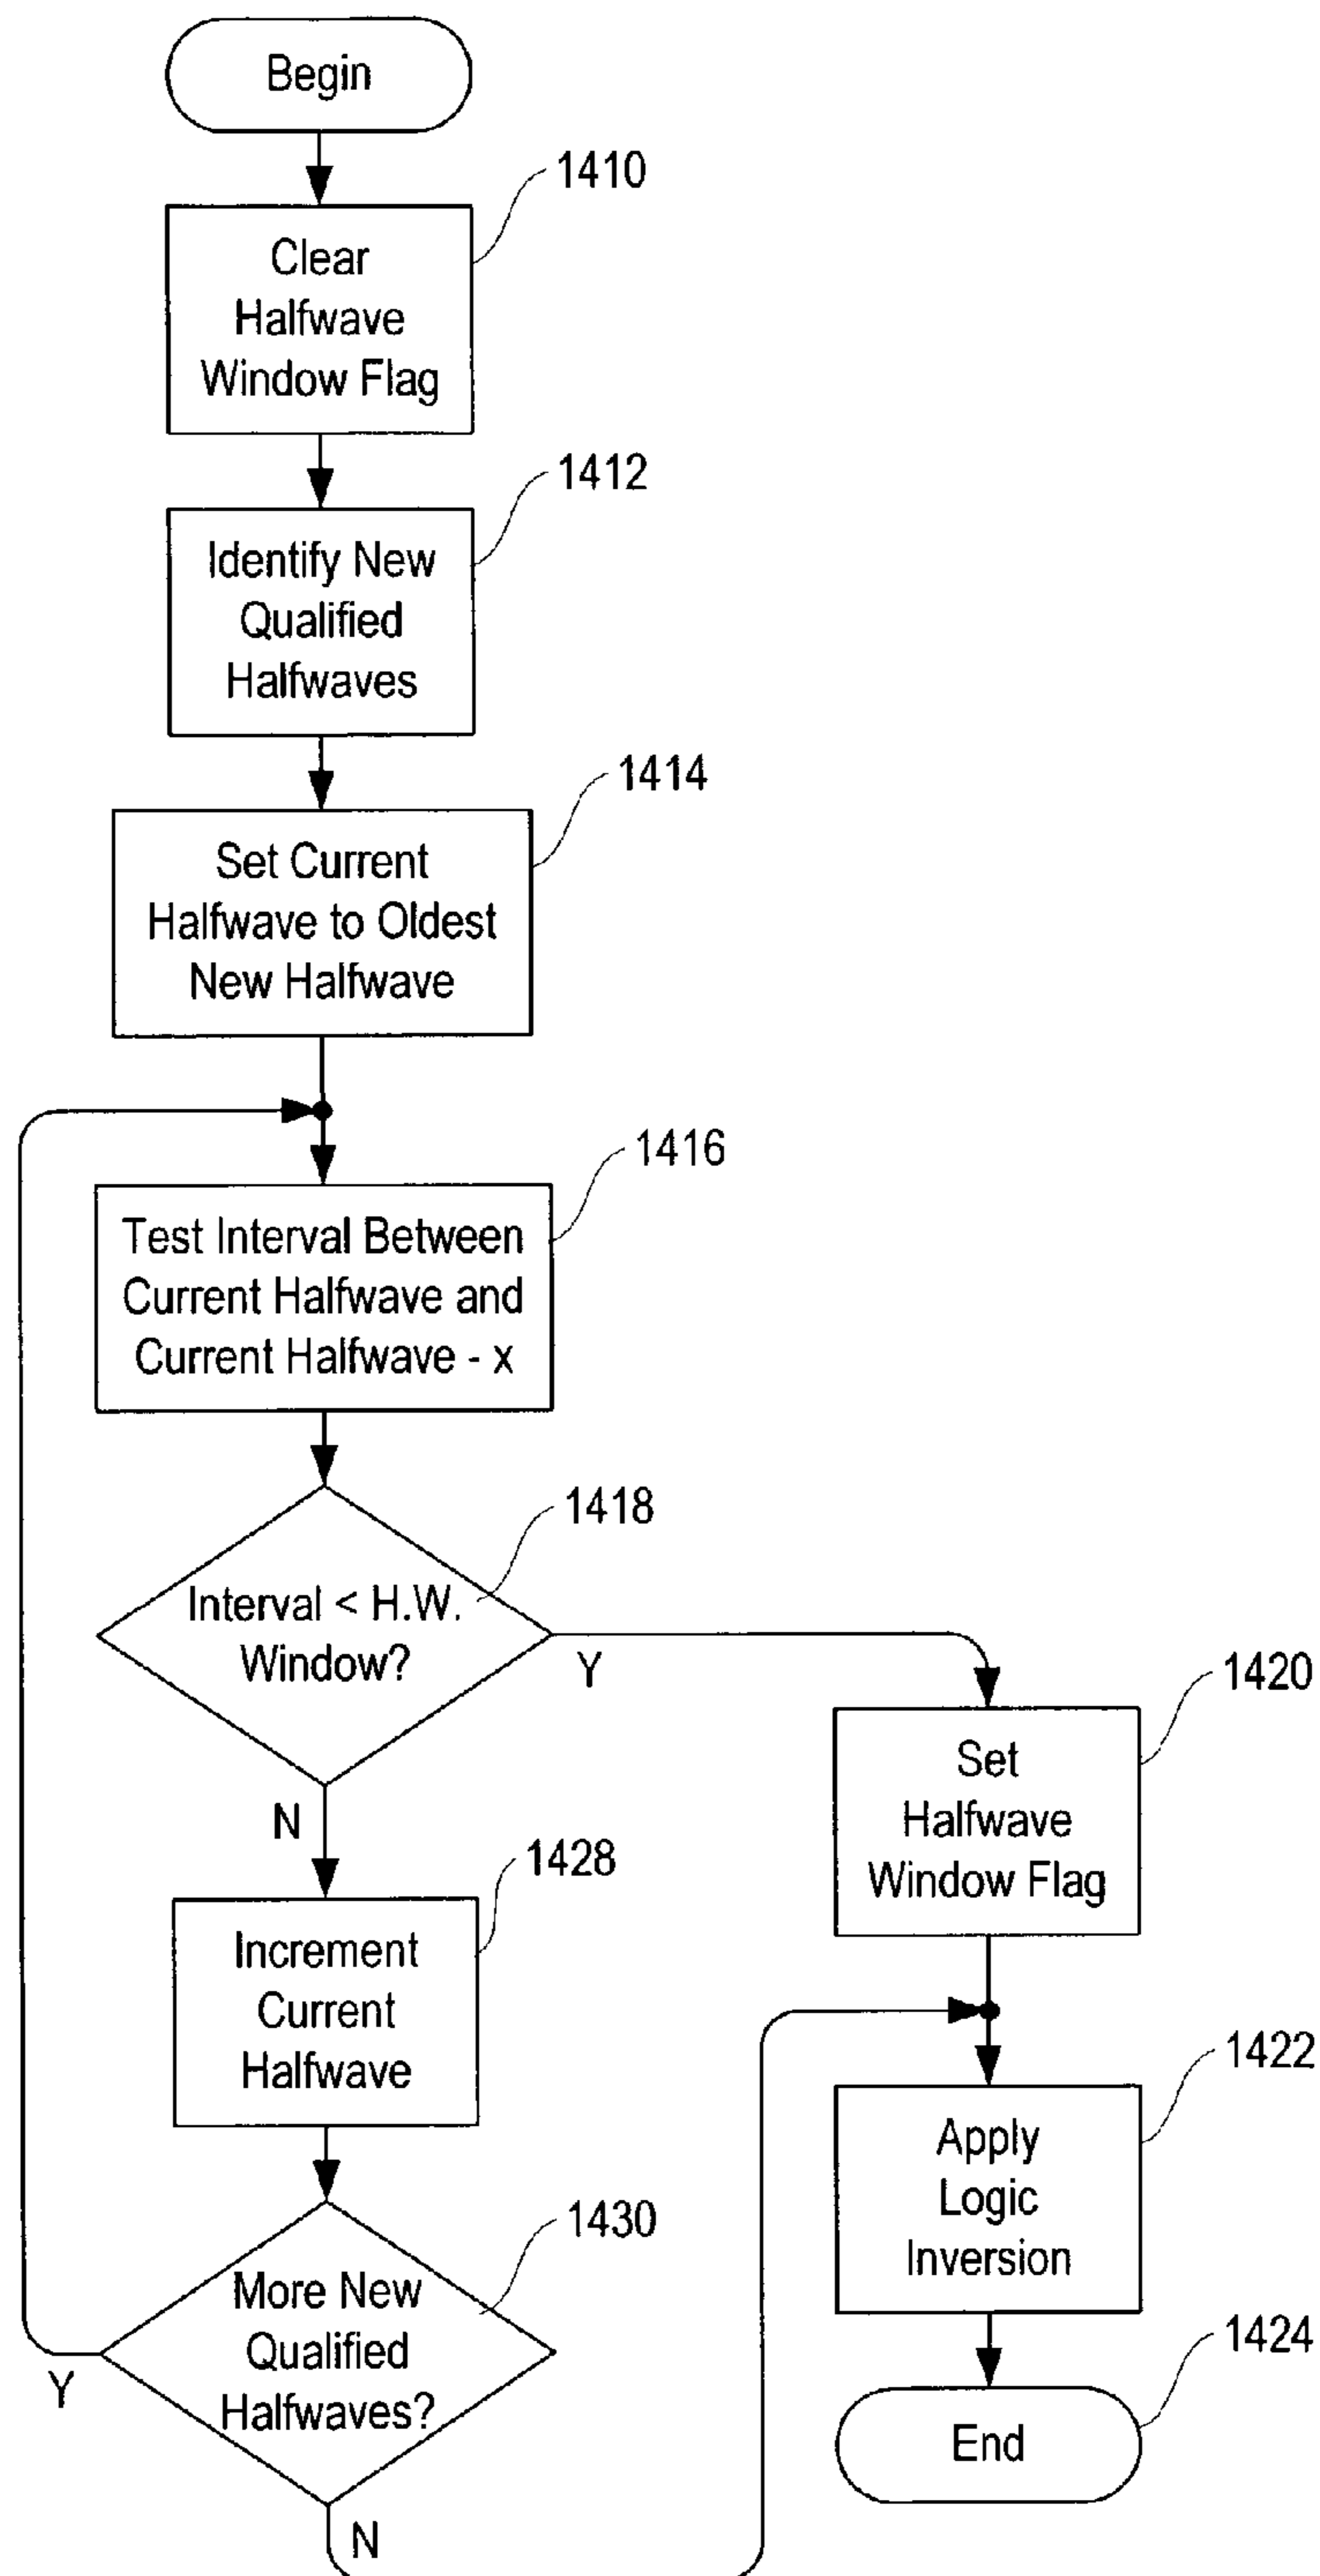 Begin
1410
Clear
Halfwave
Window Flag
1412
Identify New
Qualified
Halfwaves
1414
Set Current
Halfwave to Oldest
New Halfwave
1416
Test Interval Between
Current Halfwave and
Current Halfwave - x
1418
Interval < H.W.
Window?
Y
N
1420
Set
Halfwave
Window Flag
1428
Increment
Current
Halfwave
1422
Apply
Logic
Inversion
1430
More New
Qualified
Halfwaves?
Y
N
1424
End